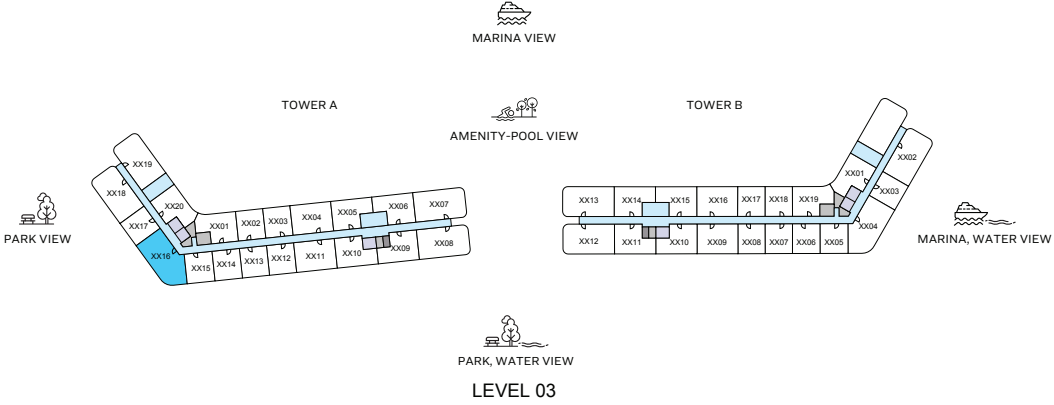 MARINA VIEW
TOWER A
TOWER B
AMENITY-POOL VIEW
XX19
XX18
XX20
XX17
XX16
XX01
XX02
XX03
XX04
XX05
XX06
XX07
XX15
XX14
XX13
XX12
XX11
XX10
XX09
XX08
XX13
XX14
XX15
XX16
XX17
XX18
XX19
XX01
XX02
XX03
XX04
XX12
XX11
XX10
XX09
XX08
XX07
XX06
XX05
PARK VIEW
MARINA, WATER VIEW
PARK, WATER VIEW
LEVEL 03